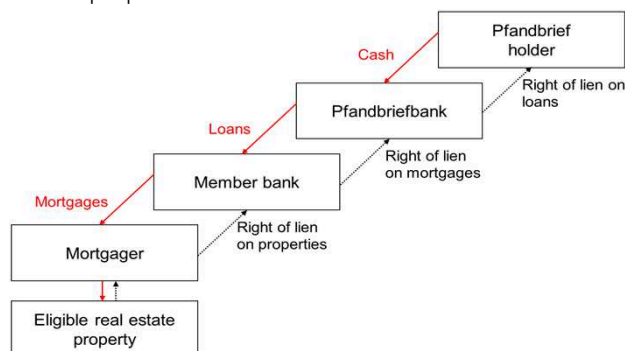 Pfandbrief
holder
Cash
Right of lien on
loans
Pfandbriefbank
Loans
Right of lien
on mortgages
Member bank
Mortgages
Right of lien
on properties
Mortgager
Eligible real estate
property